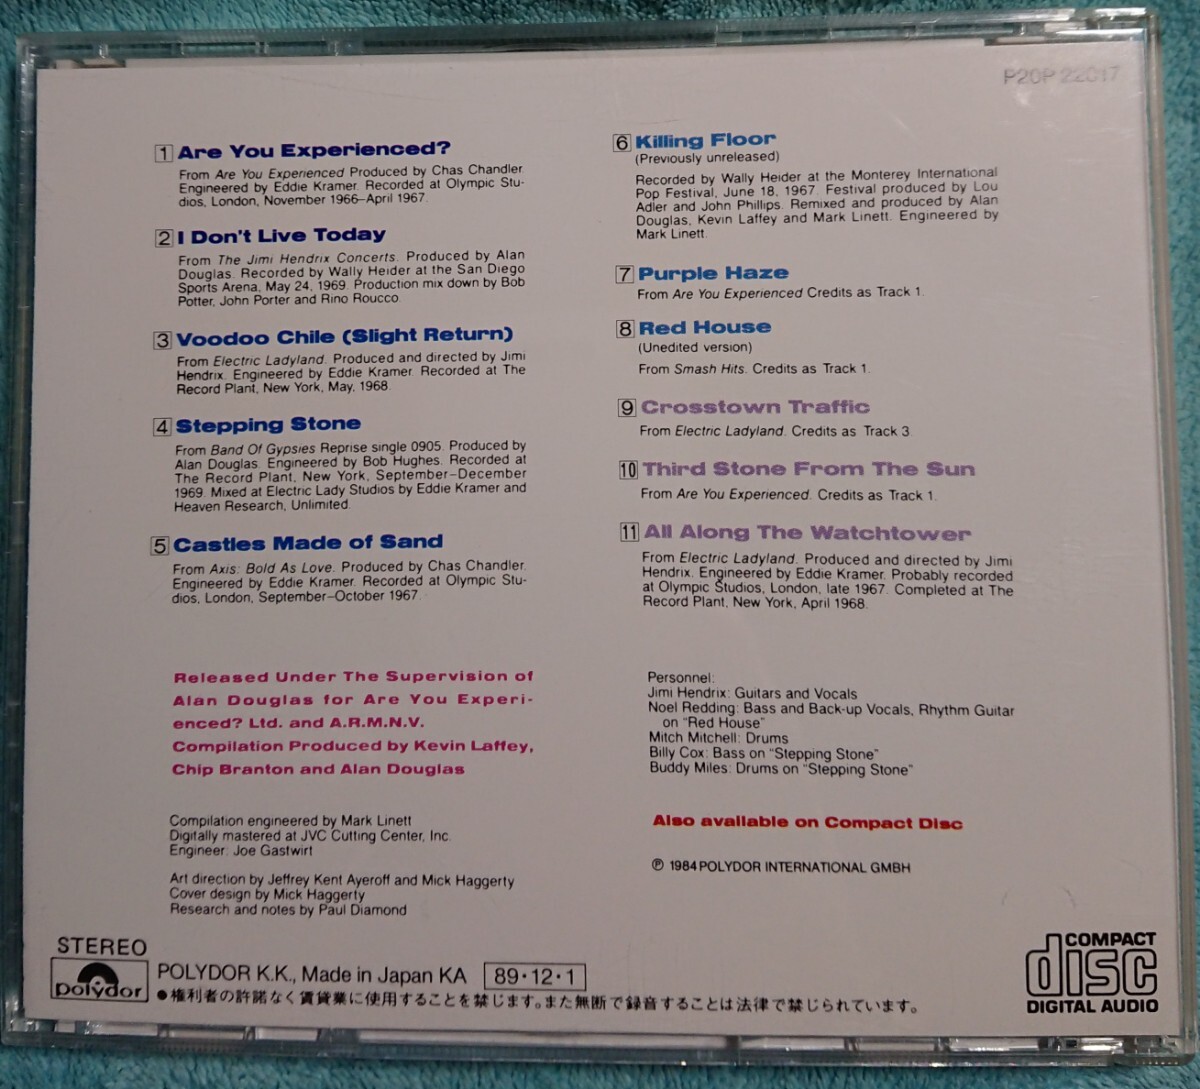 P20P 22017
1 Are You Experienced?
From Are You Experienced Produced by Chas Chandler.
Engineered by Eddie Kramer. Recorded at Olympic Stu-
dios, London, November 1966–April 1967.
2 I Don't Live Today
From The Jimi Hendrix Concerts. Produced by Alan
Douglas. Recorded by Wally Heider at the San Diego
Sports Arena, May 24, 1969. Production mix down by Bob
Potter, John Porter and Rino Roucco.
3 Voodoo Chile (Slight Return)
From Electric Ladyland. Produced and directed by Jimi
Hendrix. Engineered by Eddie Kramer. Recorded at The
Record Plant, New York, May, 1968.
4 Stepping Stone
From Band Of Gypsies Reprise single 0905. Produced by
Alan Douglas. Engineered by Bob Hughes. Recorded at
The Record Plant, New York, September–December
1969. Mixed at Electric Lady Studios by Eddie Kramer and
Heaven Research, Unlimited.
5 Castles Made of Sand
From Axis: Bold As Love. Produced by Chas Chandler.
Engineered by Eddie Kramer. Recorded at Olympic Stu-
dios, London, September–October 1967.
6 Killing Floor
(Previously unreleased)
Recorded by Wally Heider at the Monterey International
Pop Festival, June 18, 1967. Festival produced by Lou
Adler and John Phillips. Remixed and produced by Alan
Douglas, Kevin Laffey and Mark Linett. Engineered by
Mark Linett.
7 Purple Haze
From Are You Experienced Credits as Track 1.
8 Red House
(Unedited version)
From Smash Hits. Credits as Track 1.
9 Crosstown Traffic
From Electric Ladyland. Credits as Track 3.
10 Third Stone From The Sun
From Are You Experienced. Credits as Track 1.
11 All Along The Watchtower
From Electric Ladyland. Produced and directed by Jimi
Hendrix. Engineered by Eddie Kramer. Probably recorded
at Olympic Studios, London, late 1967. Completed at The
Record Plant, New York, April 1968.
Released Under The Supervision of
Alan Douglas for Are You Experi-
enced? Ltd. and A.R.M.N.V.
Compilation Produced by Kevin Laffey,
Chip Branton and Alan Douglas
Compilation engineered by Mark Linett
Digitally mastered at JVC Cutting Center, Inc.
Engineer: Joe Gastwirt
Art direction by Jeffrey Kent Ayeroff and Mick Haggerty
Cover design by Mick Haggerty
Research and notes by Paul Diamond
Personnel:
Jimi Hendrix: Guitars and Vocals
Noel Redding: Bass and Back-up Vocals, Rhythm Guitar
on "Red House"
Mitch Mitchell: Drums
Billy Cox: Bass on "Stepping Stone"
Buddy Miles: Drums on "Stepping Stone"
Also available on Compact Disc
℗ 1984 POLYDOR INTERNATIONAL GMBH
STEREO
polydor
POLYDOR K.K., Made in Japan KA 89・12・1
●権利者の許諾なく賃貸業に使用することを禁じます。また無断で録音することは法律で禁じられています。
COMPACT
disc
DIGITAL AUDIO